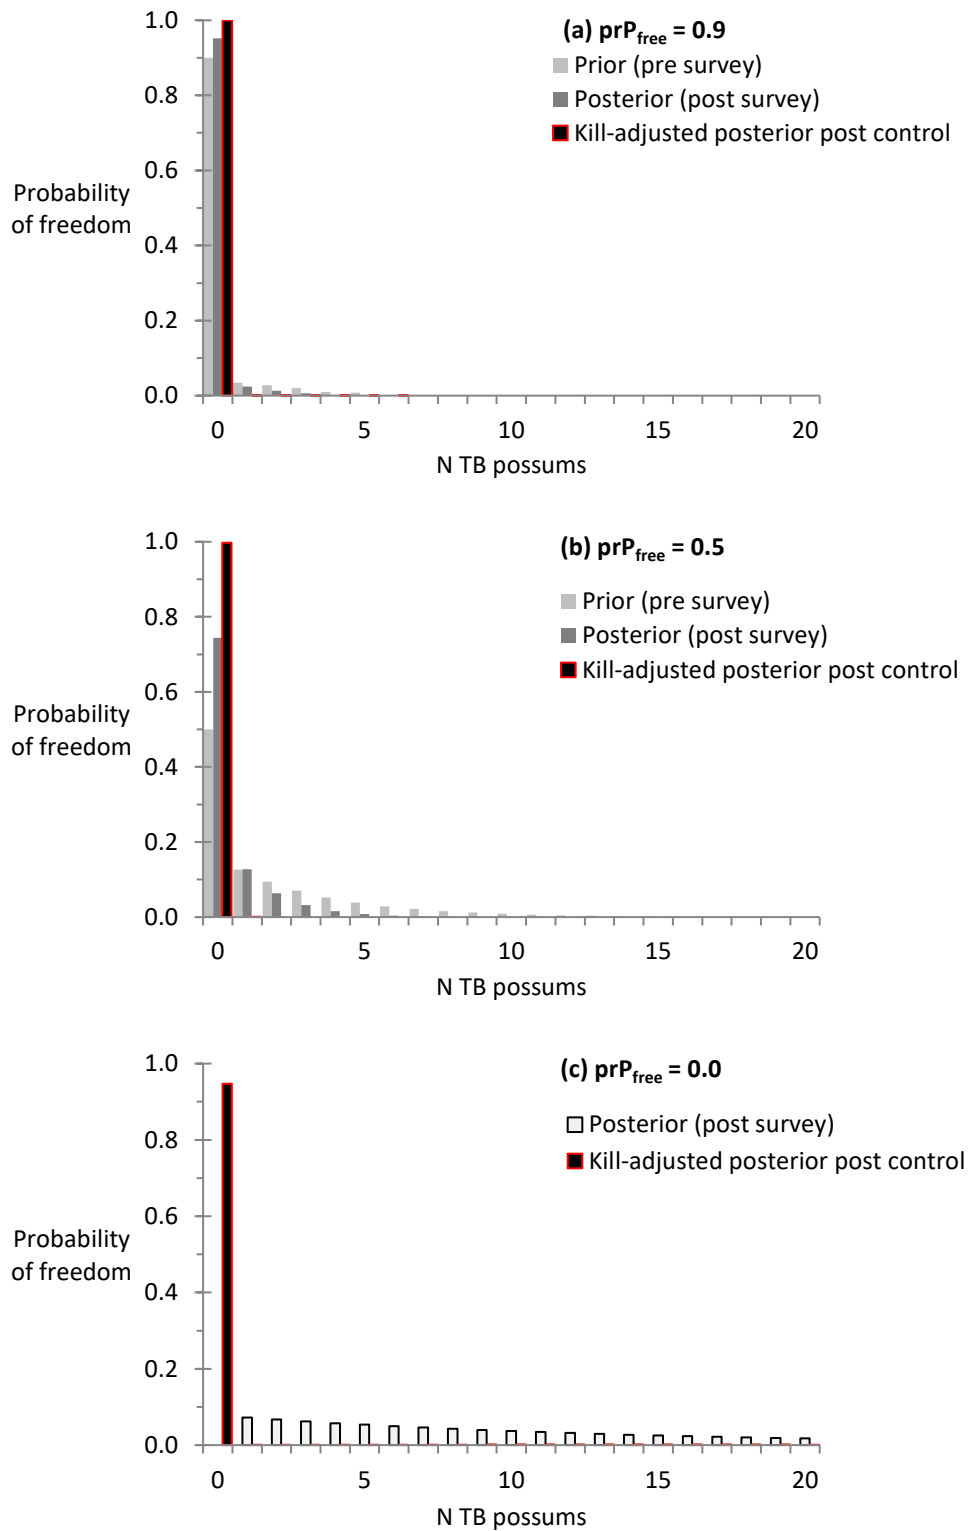 (a) prPfree = 0.9
Prior (pre survey)
Posterior (post survey)
Kill-adjusted posterior post control
Probability
of freedom
1.0
0.8
0.6
0.4
0.2
0.0
0 5 10 15 20
N TB possums
(b) prPfree = 0.5
Prior (pre survey)
Posterior (post survey)
Kill-adjusted posterior post control
Probability
of freedom
1.0
0.8
0.6
0.4
0.2
0.0
0 5 10 15 20
N TB possums
(c) prPfree = 0.0
Posterior (post survey)
Kill-adjusted posterior post control
Probability
of freedom
1.0
0.8
0.6
0.4
0.2
0.0
0 5 10 15 20
N TB possums